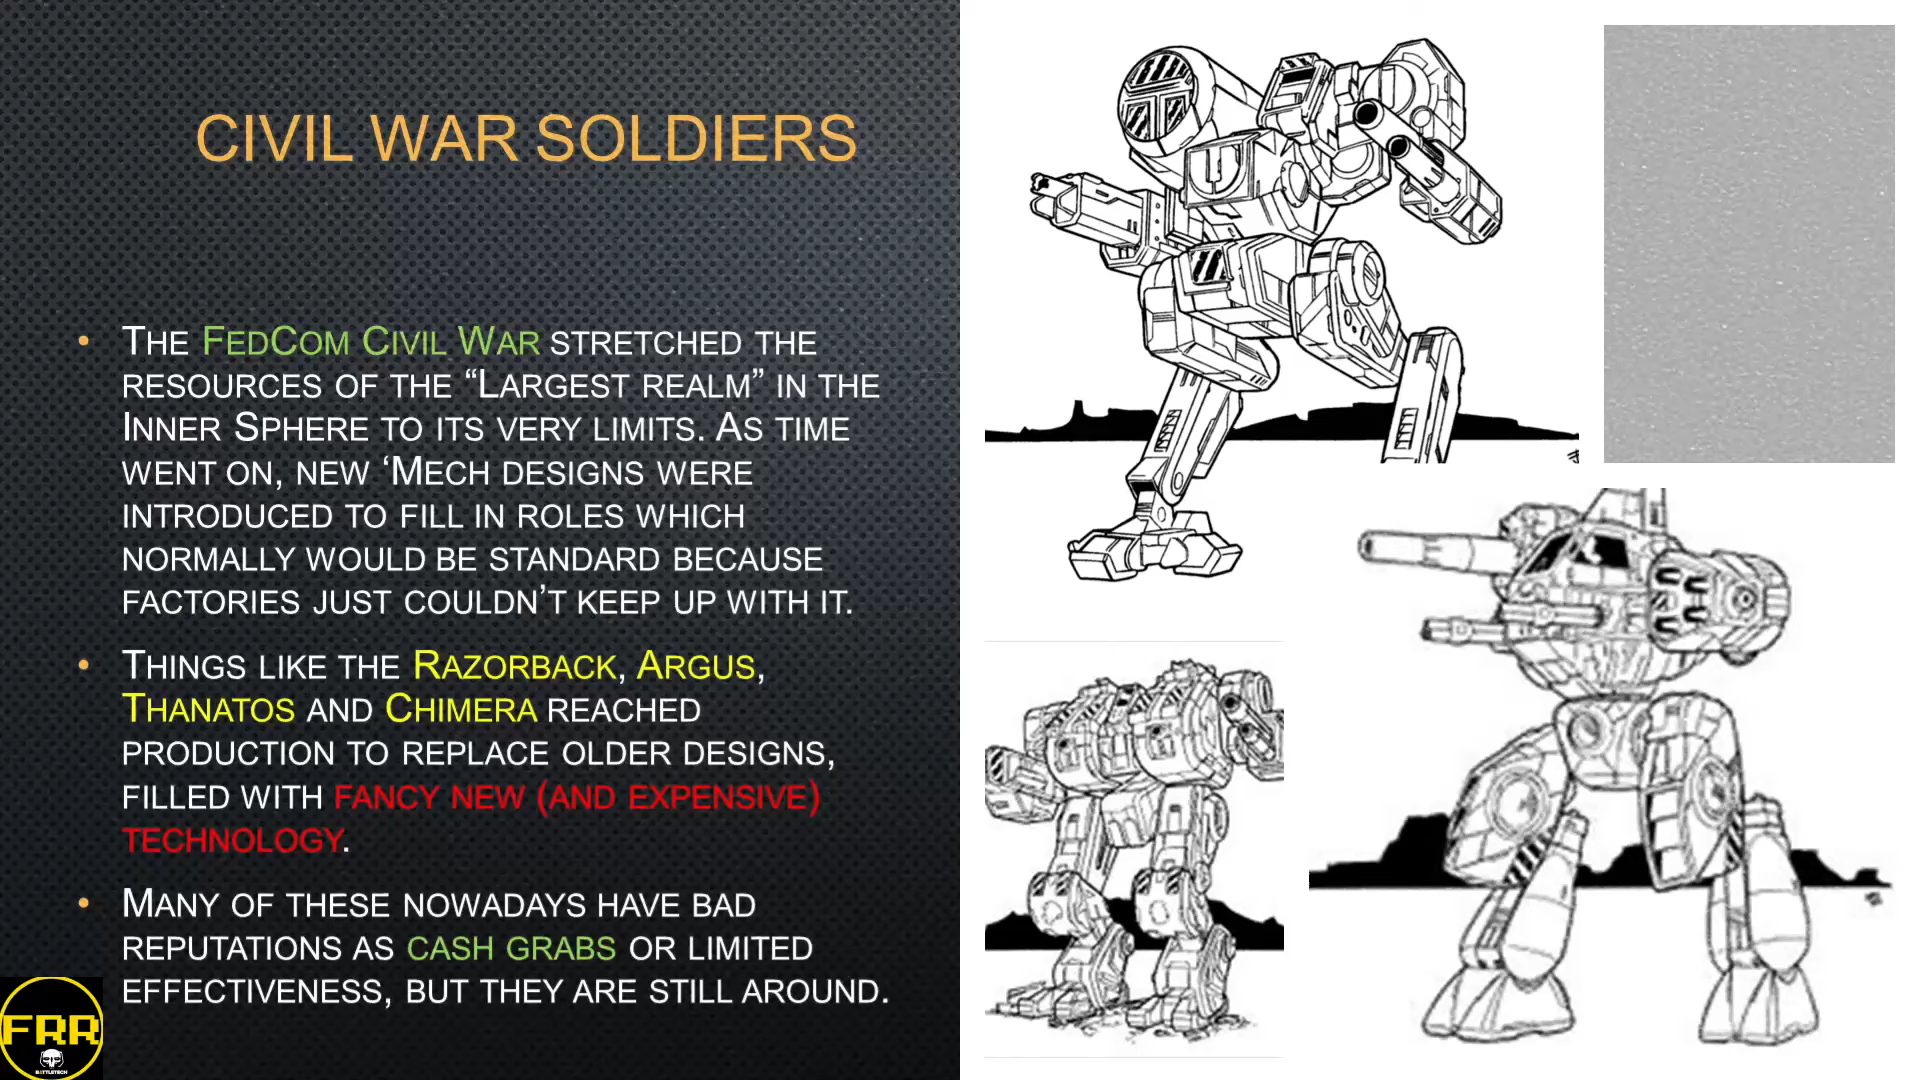 CIVIL WAR SOLDIERS
• THE FEDCOM CIVIL WAR STRETCHED THE
RESOURCES OF THE “LARGEST REALM” IN THE
INNER SPHERE TO ITS VERY LIMITS. AS TIME
WENT ON, NEW ‘MECH DESIGNS WERE
INTRODUCED TO FILL IN ROLES WHICH
NORMALLY WOULD BE STANDARD BECAUSE
FACTORIES JUST COULDN’T KEEP UP WITH IT.
• THINGS LIKE THE RAZORBACK, ARGUS,
THANATOS AND CHIMERA REACHED
PRODUCTION TO REPLACE OLDER DESIGNS,
FILLED WITH FANCY NEW (AND EXPENSIVE)
TECHNOLOGY.
• MANY OF THESE NOWADAYS HAVE BAD
REPUTATIONS AS CASH GRABS OR LIMITED
EFFECTIVENESS, BUT THEY ARE STILL AROUND.
FRR
BATTLETECH